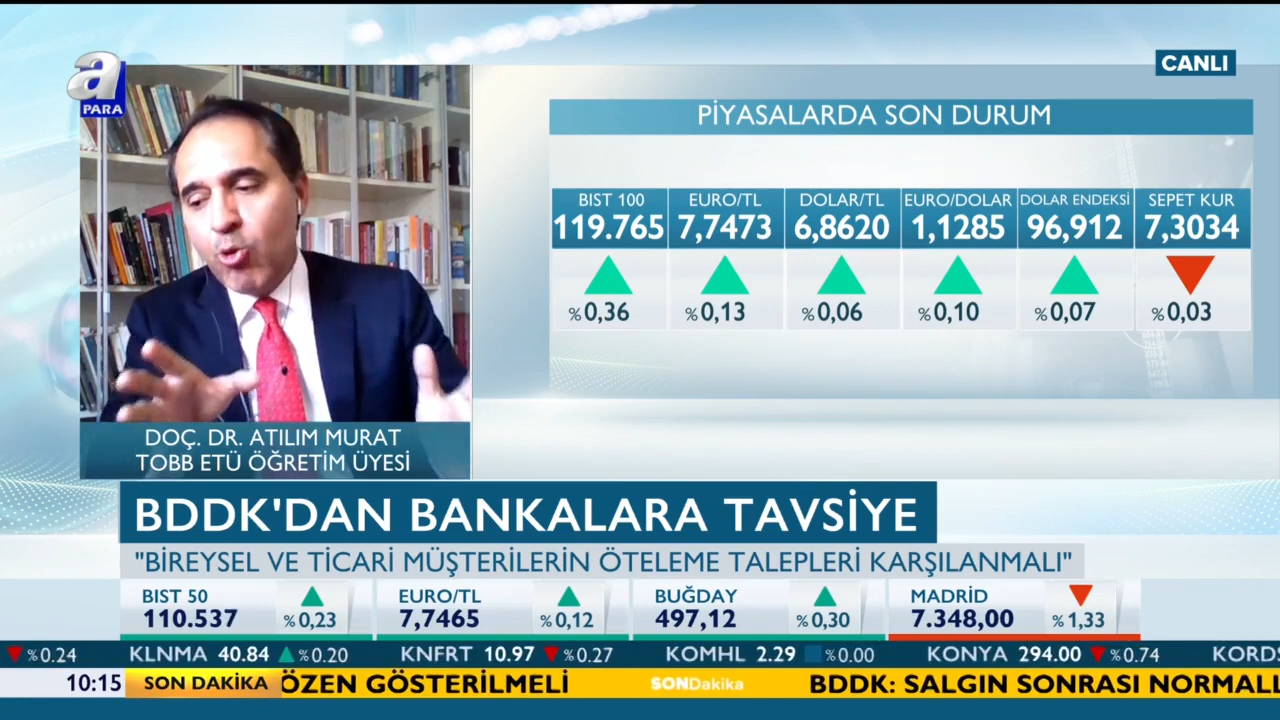 a
PARA
CANLI
PİYASALARDA SON DURUM
BIST 100 EURO/TL DOLAR/TL EURO/DOLAR DOLAR ENDEKSİ SEPET KUR
119.765 7,7473 6,8620 1,1285 96,912 7,3034
%0,36 %0,13 %0,06 %0,10 %0,07 %0,03
DOÇ. DR. ATILIM MURAT
TOBB ETÜ ÖĞRETİM ÜYESİ
BDDK'DAN BANKALARA TAVSİYE
"BİREYSEL VE TİCARİ MÜŞTERİLERİN ÖTELEME TALEPLERİ KARŞILANMALI"
BIST 50 EURO/TL BUĞDAY MADRİD
110.537 %0,23 7,7465 %0,12 497,12 %0,30 7.348,00 %1,33
%0.24 KLNMA 40.84 %0.20 KNFRT 10.97 %0.27 KOMHL 2.29 %0.00 KONYA 294.00 %0.74 KORDS
10:15 SON DAKİKA ÖZEN GÖSTERİLMELİ SONDakika BDDK: SALGIN SONRASI NORMALL